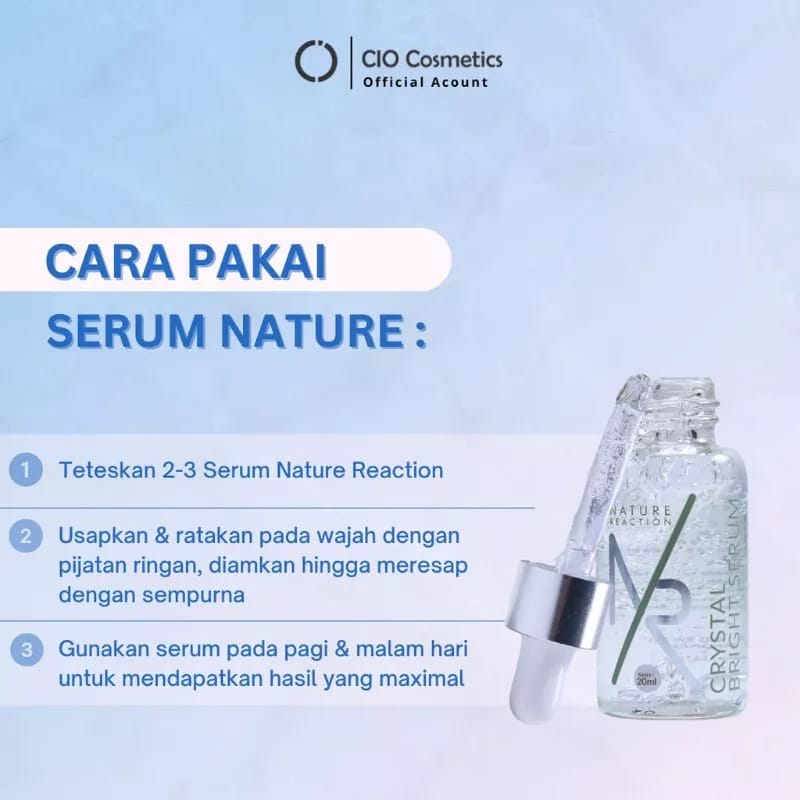 CIO Cosmetics
Official Acount
CARA PAKAI
SERUM NATURE :
1 Teteskan 2-3 Serum Nature Reaction
2 Usapkan & ratakan pada wajah dengan
pijatan ringan, diamkan hingga meresap
dengan sempurna
3 Gunakan serum pada pagi & malam hari
untuk mendapatkan hasil yang maximal
NATURE
REACTION
NR
CRYSTAL
BRIGHT SERUM
Netto
20ml